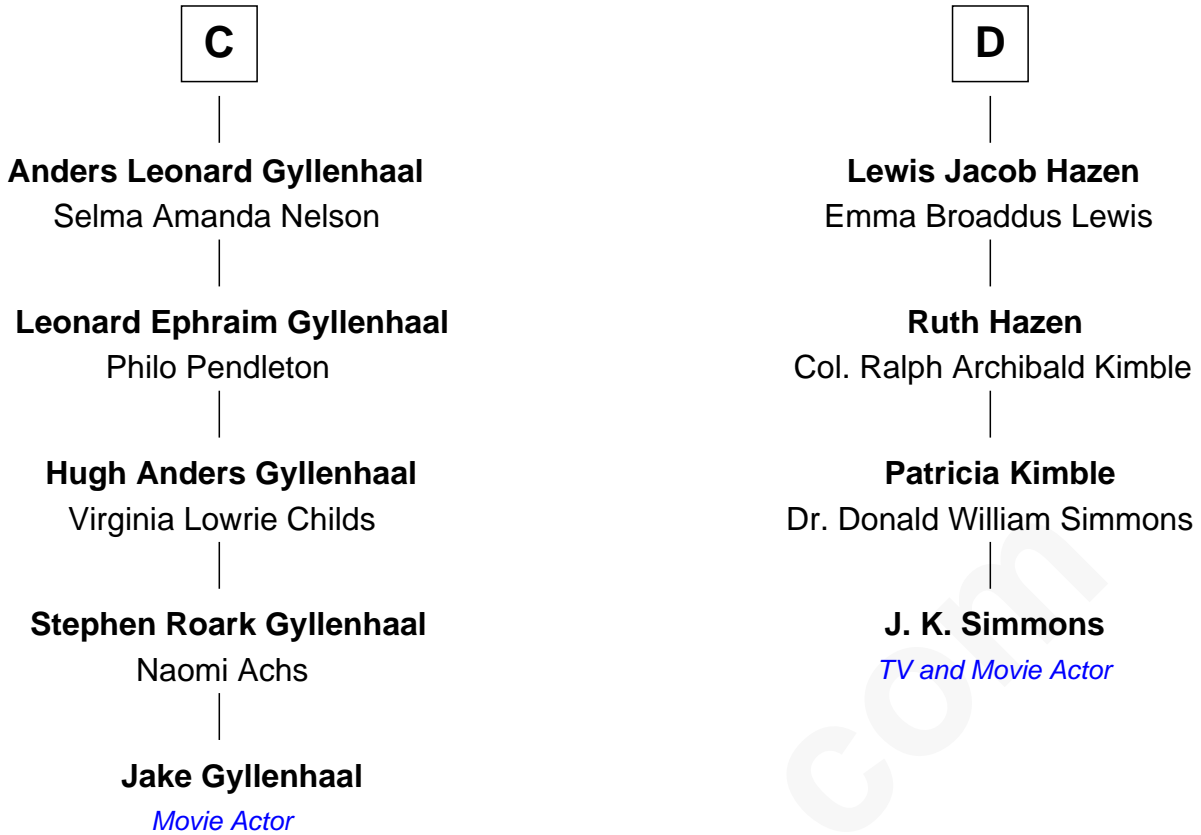 C
Anders Leonard Gyllenhaal
Selma Amanda Nelson
Leonard Ephraim Gyllenhaal
Philo Pendleton
Hugh Anders Gyllenhaal
Virginia Lowrie Childs
Stephen Roark Gyllenhaal
Naomi Achs
Jake Gyllenhaal
Movie Actor
D
Lewis Jacob Hazen
Emma Broaddus Lewis
Ruth Hazen
Col. Ralph Archibald Kimble
Patricia Kimble
Dr. Donald William Simmons
J. K. Simmons
TV and Movie Actor
com